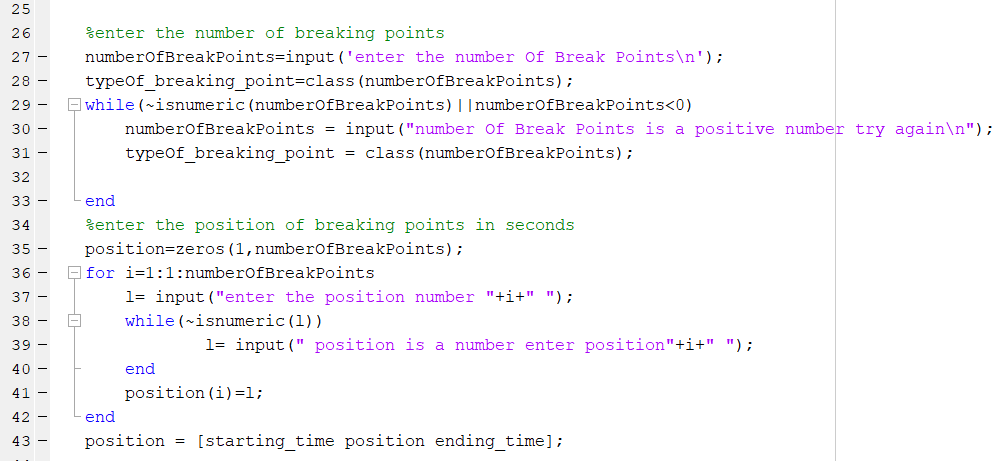 25
26 %enter the number of breaking points
27 - numberOfBreakPoints=input('enter the number Of Break Points\n');
28 - typeOf_breaking_point=class(numberOfBreakPoints);
29 - while(~isnumeric(numberOfBreakPoints)||numberOfBreakPoints<0)
30 - numberOfBreakPoints = input("number Of Break Points is a positive number try again\n");
31 - typeOf_breaking_point = class(numberOfBreakPoints);
32
33 - end
34 %enter the position of breaking points in seconds
35 - position=zeros(1,numberOfBreakPoints);
36 - for i=1:1:numberOfBreakPoints
37 - l= input("enter the position number "+i+" ");
38 - while(~isnumeric(l))
39 - l= input(" position is a number enter position"+i+" ");
40 - end
41 - position(i)=l;
42 - end
43 - position = [starting_time position ending_time];